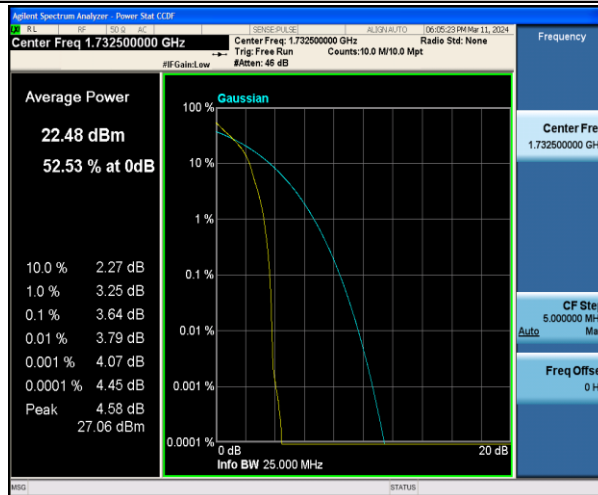 Agilent Spectrum Analyzer - Power Stat CCDF
RL RF 50 Ω AC SENSE:PULSE ALIGNAUTO 06:05:23 PM Mar 11, 2024
Center Freq 1.732500000 GHz
Center Freq: 1.732500000 GHz Radio Std: None
Trig: Free Run Counts:10.0 M/10.0 Mpt
#IFGain:Low #Atten: 46 dB
Frequency
Average Power
22.48 dBm
52.53 % at 0dB
10.0 % 2.27 dB
1.0 % 3.25 dB
0.1 % 3.64 dB
0.01 % 3.79 dB
0.001 % 4.07 dB
0.0001 % 4.45 dB
Peak 4.58 dB
27.06 dBm
Gaussian
100 %
10 %
1 %
0.1 %
0.01 %
0.001 %
0.0001 %
0 dB 20 dB
Info BW 25.000 MHz
Center Fre
1.732500000 GH
CF Ste
5.000000 MH
Auto Ma
Freq Offse
0 H
MSG STATUS